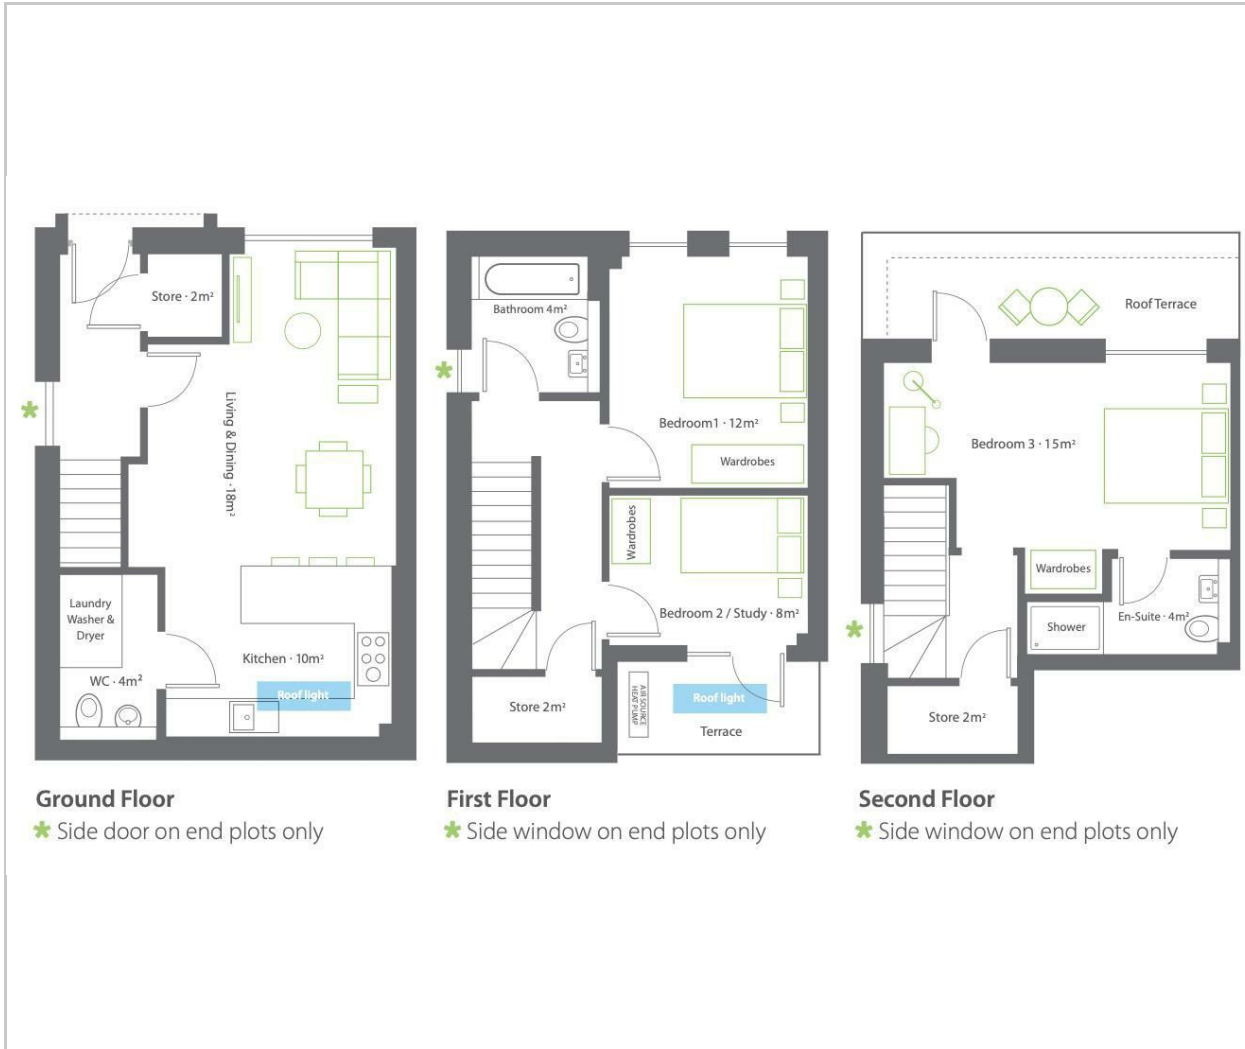 Store · 2m²
Living & Dining · 18m²
Laundry
Washer &
Dryer
Kitchen · 10m²
WC · 4m²
Roof light
Ground Floor
* Side door on end plots only
Bathroom 4m²
Bedroom1 · 12m²
Wardrobes
Wardrobes
Bedroom 2 / Study · 8m²
AIR SOURCE
HEAT PUMP
Roof light
Store 2m²
Terrace
First Floor
* Side window on end plots only
Roof Terrace
Bedroom 3 · 15m²
Wardrobes
En-Suite · 4m²
Shower
Store 2m²
Second Floor
* Side window on end plots only